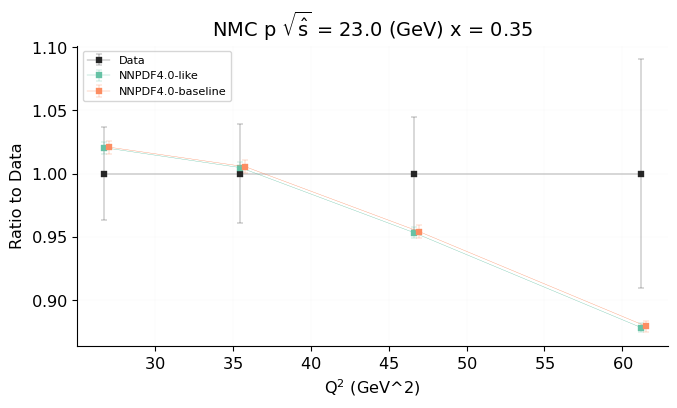 NMC p √ŝ = 23.0 (GeV) x = 0.35
1.10
1.05
1.00
0.95
0.90
Ratio to Data
Data
NNPDF4.0-like
NNPDF4.0-baseline
30 35 40 45 50 55 60
Q² (GeV^2)